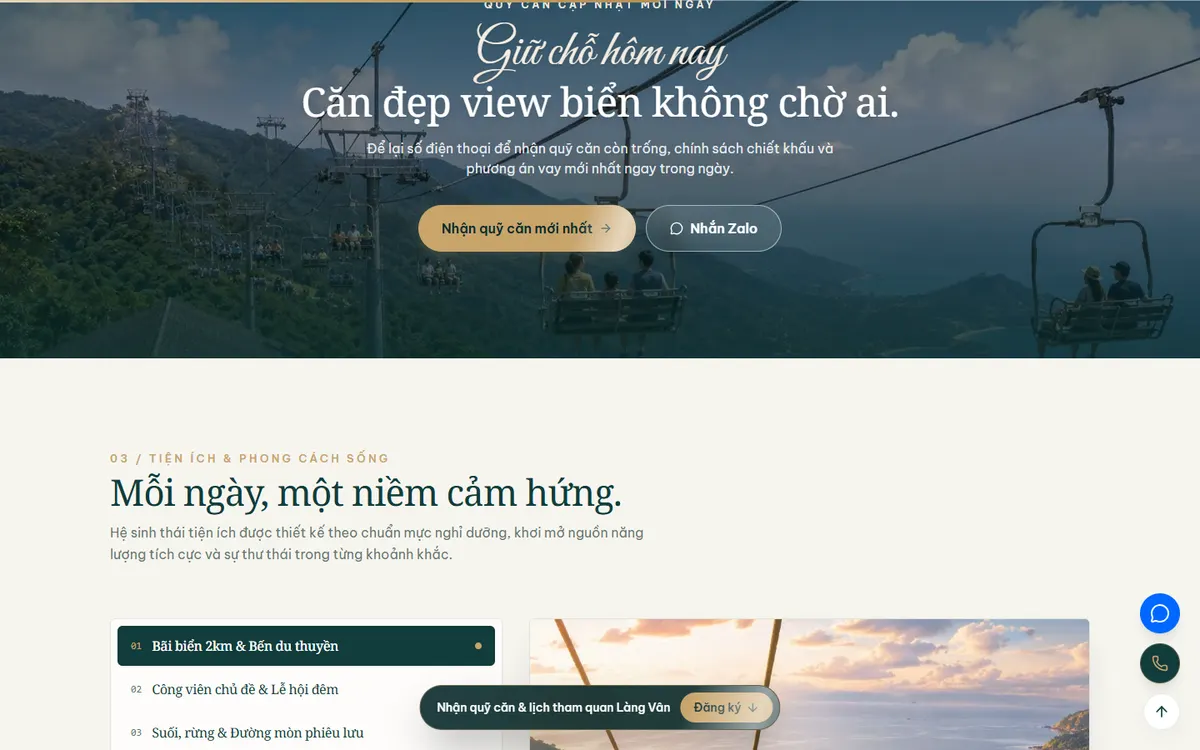 QUỸ CĂN CẬP NHẬT MỖI NGÀY
Giữ chỗ hôm nay
Căn đẹp view biển không chờ ai.
Để lại số điện thoại để nhận quỹ căn còn trống, chính sách chiết khấu và
phương án vay mới nhất ngay trong ngày.
Nhận quỹ căn mới nhất →
Nhắn Zalo
03 / TIỆN ÍCH & PHONG CÁCH SỐNG
Mỗi ngày, một niềm cảm hứng.
Hệ sinh thái tiện ích được thiết kế theo chuẩn mực nghỉ dưỡng, khơi mở nguồn năng
lượng tích cực và sự thư thái trong từng khoảnh khắc.
01 Bãi biển 2km & Bến du thuyền
02 Công viên chủ đề & Lễ hội đêm
03 Suối, rừng & Đường mòn phiêu lưu
Nhận quỹ căn & lịch tham quan Làng Vân
Đăng ký ↓